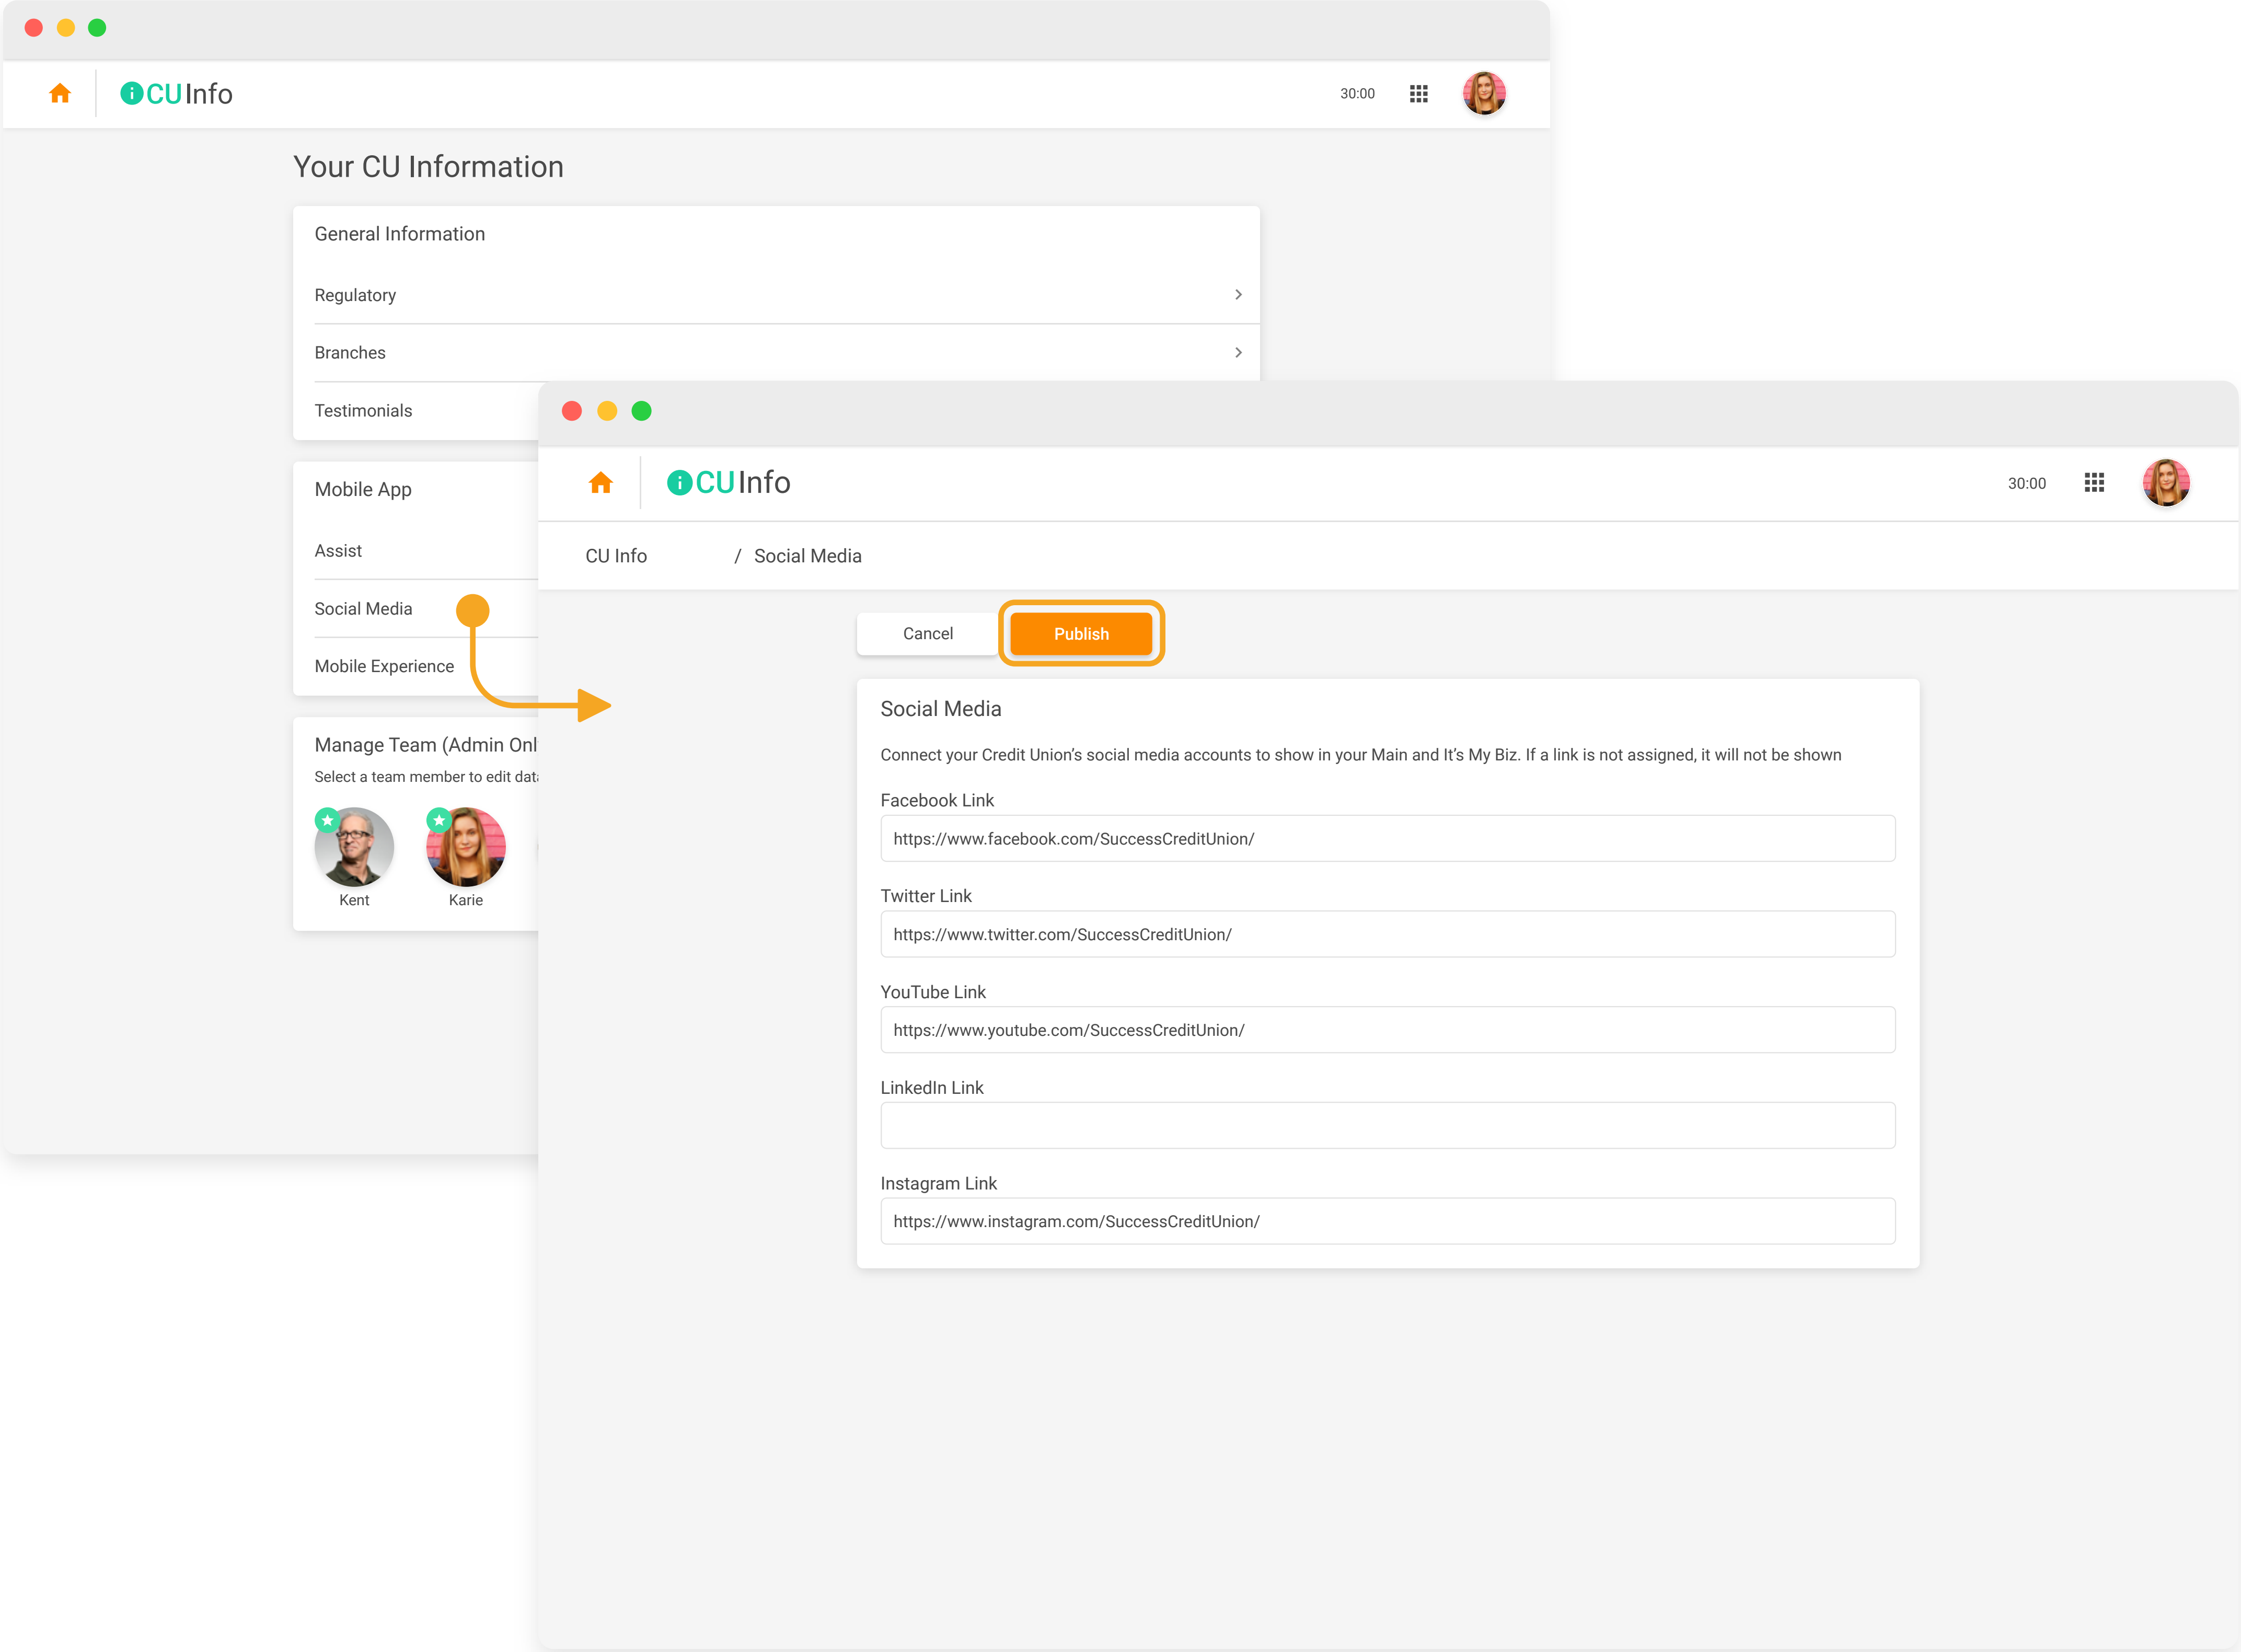 CU Info
30:00
Your CU Information
General Information
Regulatory
Branches
Testimonials
Mobile App
Assist
Social Media
Mobile Experience
Manage Team (Admin
Select a team member to edit
Kent
Karie
CU Info
30:00
CU Info / Social Media
Cancel
Publish
Social Media
Connect your Credit Union’s social media accounts to show in your Main and It’s My Biz. If a link is not assigned, it will not be shown
Facebook Link
https://www.facebook.com/SuccessCreditUnion/
Twitter Link
https://www.twitter.com/SuccessCreditUnion/
YouTube Link
https://www.youtube.com/SuccessCreditUnion/
LinkedIn Link
Instagram Link
https://www.instagram.com/SuccessCreditUnion/